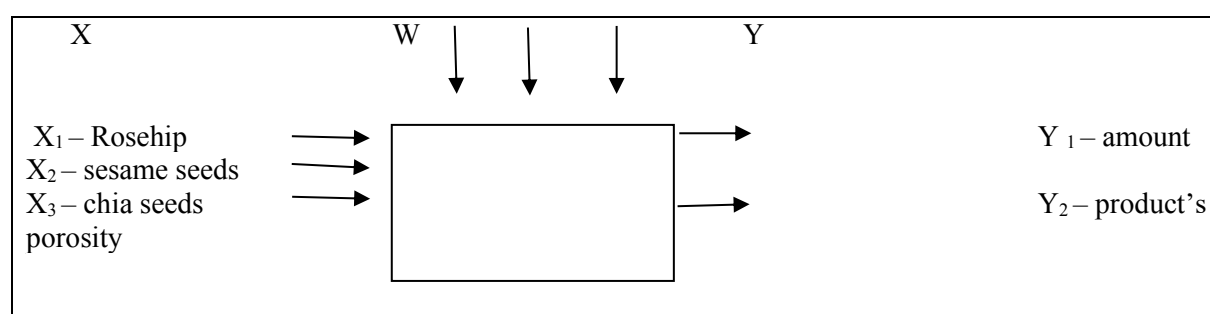 X W Y
X₁ – Rosehip Y ₁ – amount
X₂ – sesame seeds
X₃ – chia seeds Y₂ – product’s
porosity